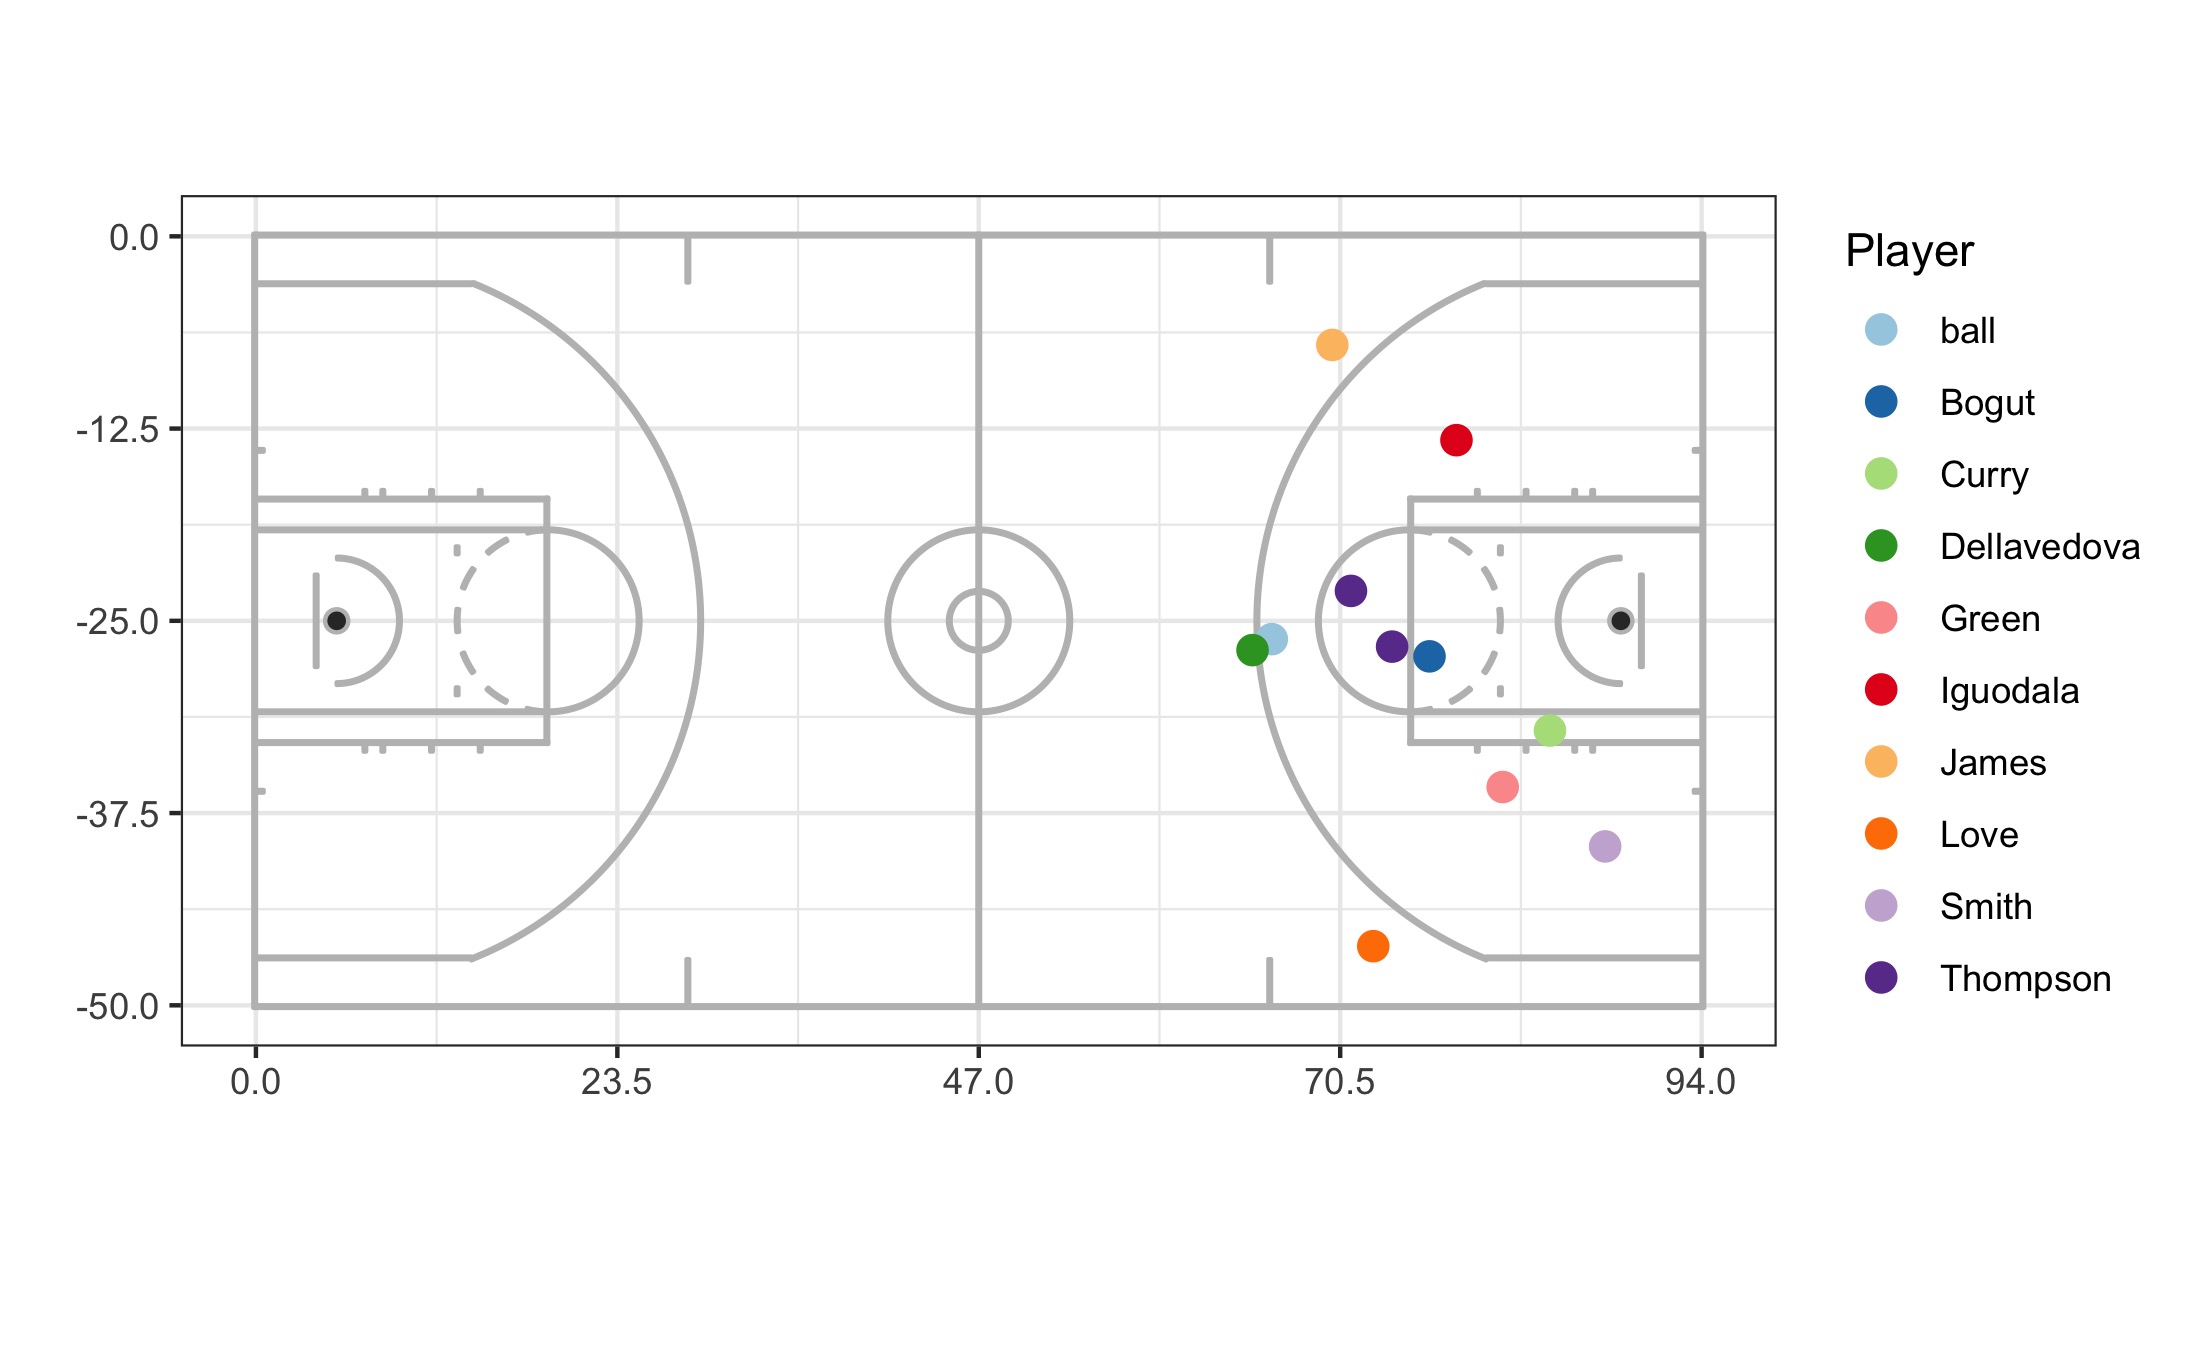 0.0
-12.5
-25.0
-37.5
-50.0
0.0 23.5 47.0 70.5 94.0
Player
ball
Bogut
Curry
Dellavedova
Green
Iguodala
James
Love
Smith
Thompson